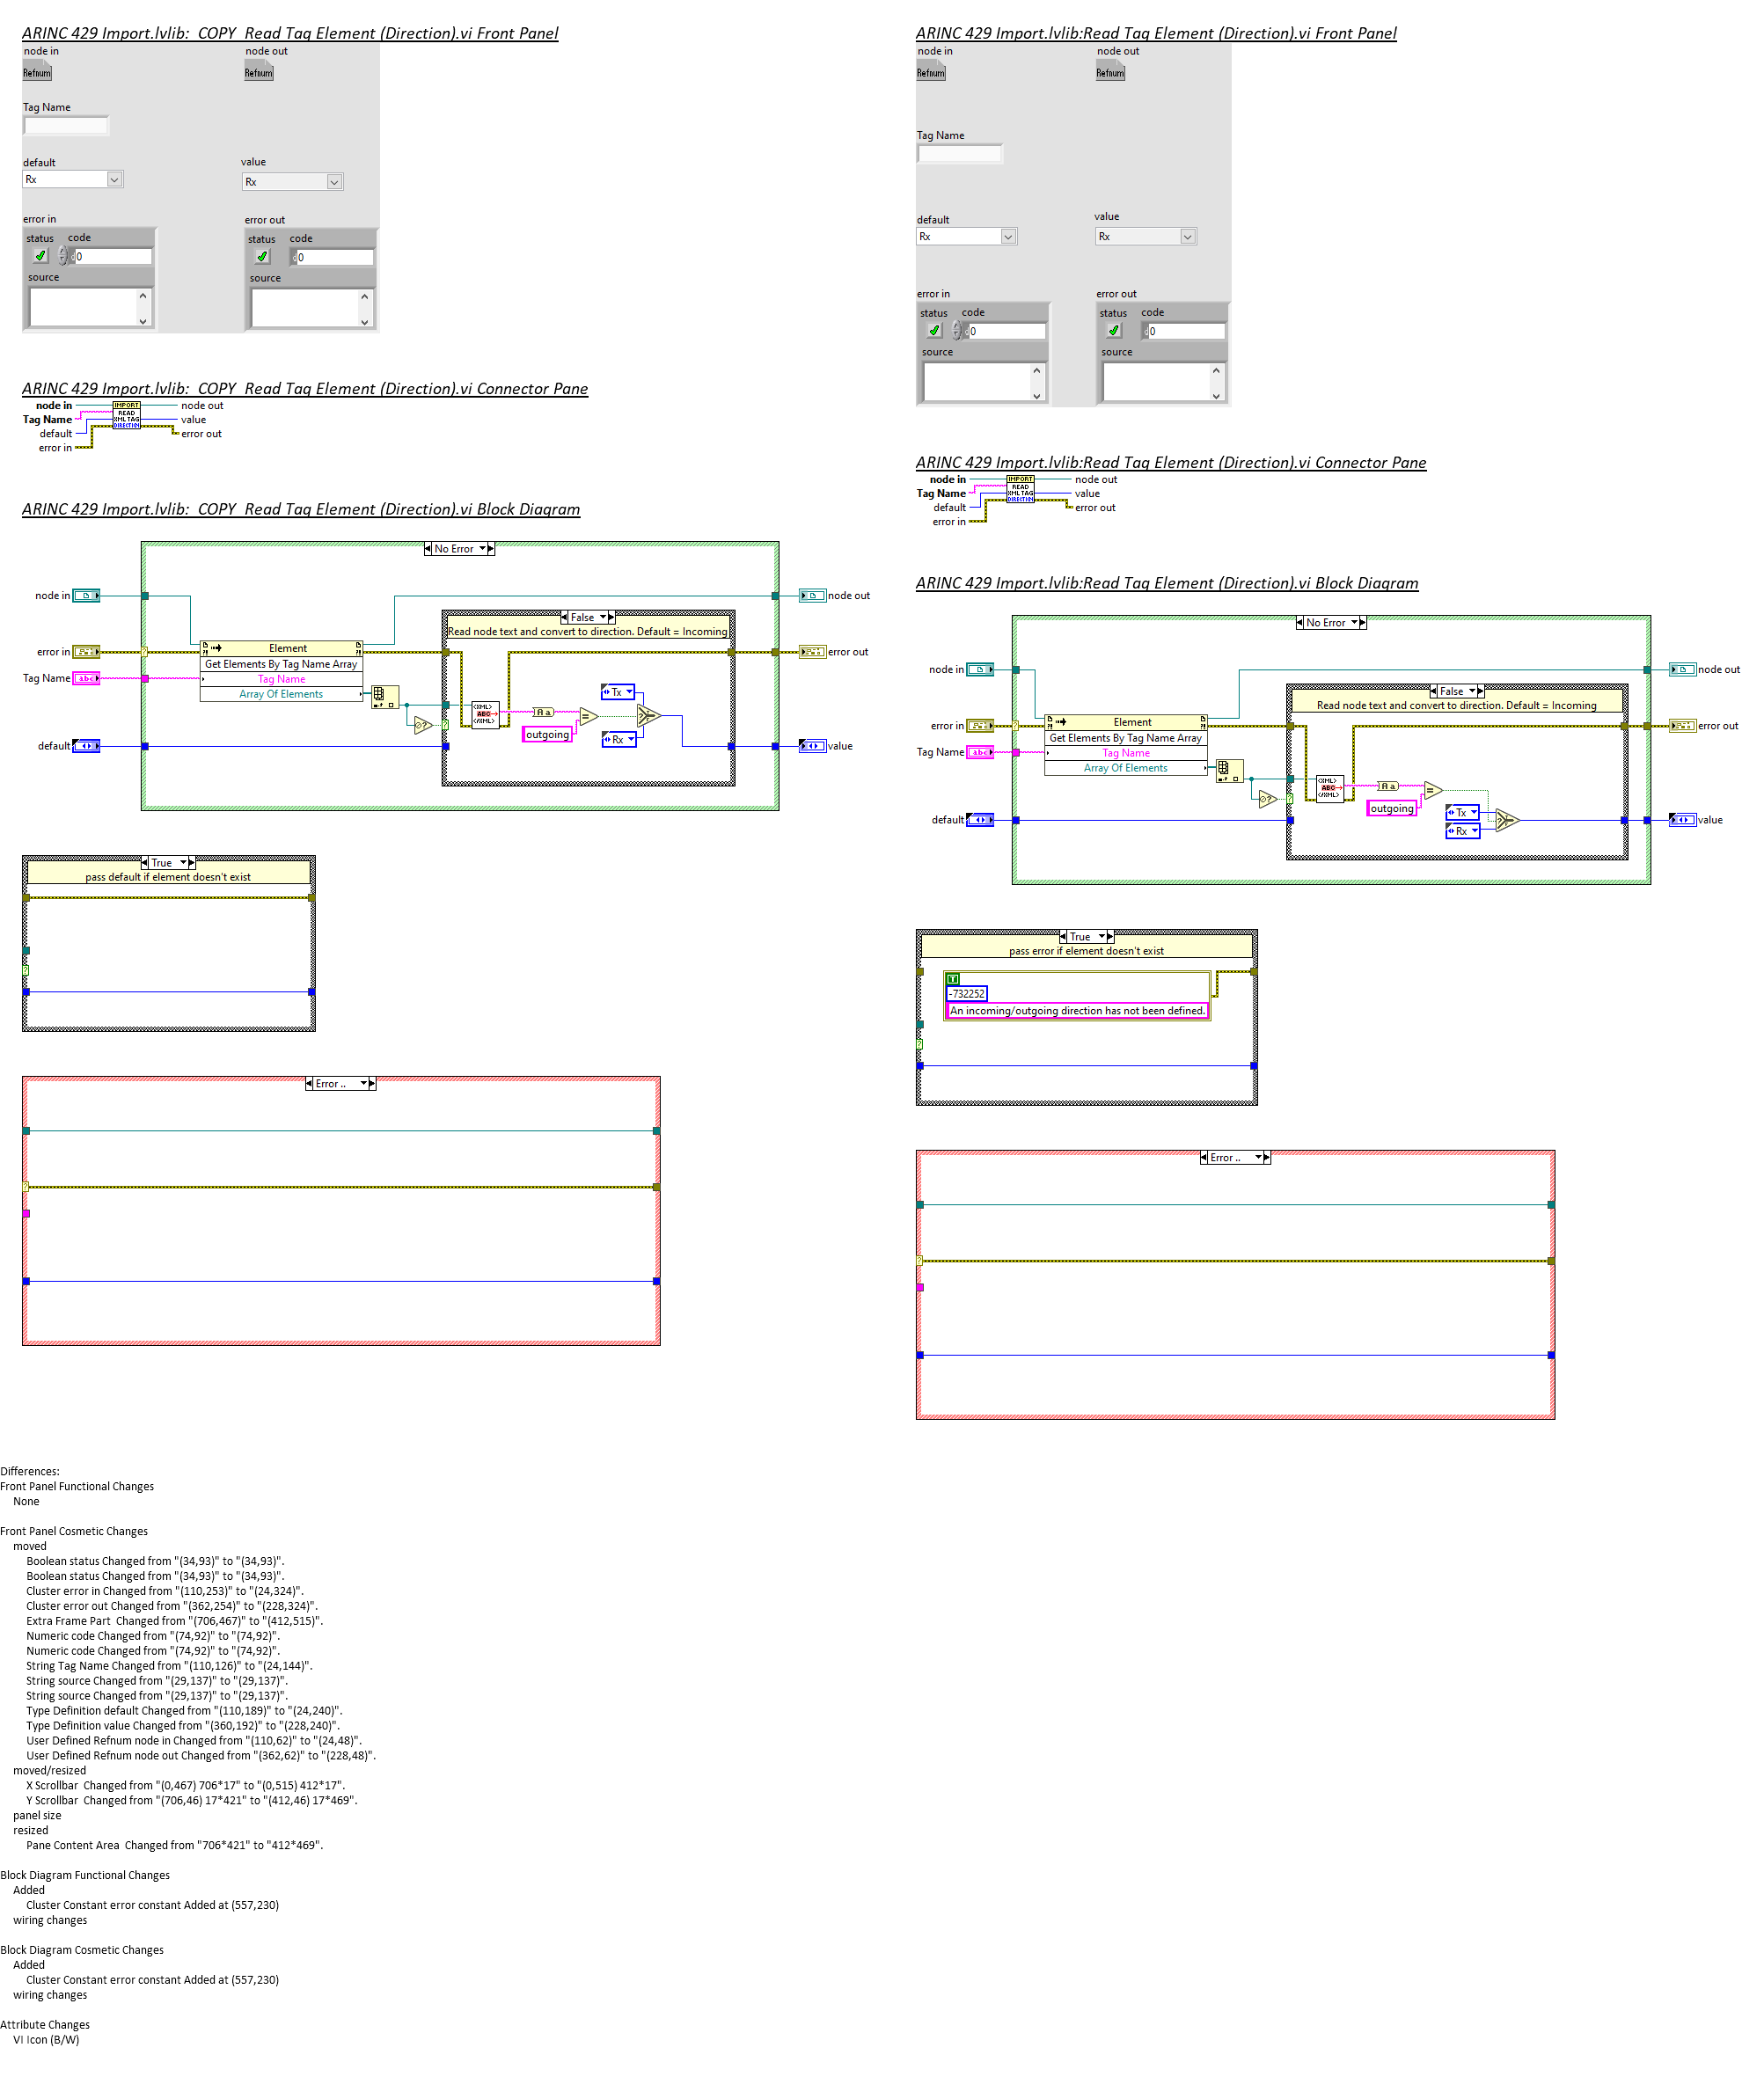 ARINC 429 Import.lvlib:_COPY_Read Tag Element (Direction).vi Front Panel
node in
node out
Refnum
Refnum
Tag Name
default
value
Rx
Rx
error in
error out
status
code
status
code
0
0
source
source
ARINC 429 Import.lvlib:_COPY_Read Tag Element (Direction).vi Connector Pane
node in
IMPORT
node out
Tag Name
READ
XML TAG
value
default
DIRECTION
error out
error in
ARINC 429 Import.lvlib:_COPY_Read Tag Element (Direction).vi Block Diagram
No Error
node in
node out
False
Read node text and convert to direction. Default = Incoming
error in
Element
error out
Get Elements By Tag Name Array
Tag Name
abc
Tag Name
Array Of Elements
Tx
<XML>
ABC
</XML>
A a
=
outgoing
Rx
default
value
True
pass default if element doesn't exist
Error ..
ARINC 429 Import.lvlib:Read Tag Element (Direction).vi Front Panel
node in
node out
Refnum
Refnum
Tag Name
default
value
Rx
Rx
error in
error out
status
code
status
code
0
0
source
source
ARINC 429 Import.lvlib:Read Tag Element (Direction).vi Connector Pane
node in
IMPORT
node out
Tag Name
READ
XML TAG
value
default
DIRECTION
error out
error in
ARINC 429 Import.lvlib:Read Tag Element (Direction).vi Block Diagram
No Error
node in
node out
False
Read node text and convert to direction. Default = Incoming
error in
Element
error out
Get Elements By Tag Name Array
Tag Name
abc
Tag Name
Array Of Elements
<XML>
ABC
</XML>
A a
=
outgoing
Tx
Rx
default
value
True
pass error if element doesn't exist
T
-732252
An incoming/outgoing direction has not been defined.
Error ..
Differences:
Front Panel Functional Changes
None
Front Panel Cosmetic Changes
moved
Boolean status Changed from "(34,93)" to "(34,93)".
Boolean status Changed from "(34,93)" to "(34,93)".
Cluster error in Changed from "(110,253)" to "(24,324)".
Cluster error out Changed from "(362,254)" to "(228,324)".
Extra Frame Part  Changed from "(706,467)" to "(412,515)".
Numeric code Changed from "(74,92)" to "(74,92)".
Numeric code Changed from "(74,92)" to "(74,92)".
String Tag Name Changed from "(110,126)" to "(24,144)".
String source Changed from "(29,137)" to "(29,137)".
String source Changed from "(29,137)" to "(29,137)".
Type Definition default Changed from "(110,189)" to "(24,240)".
Type Definition value Changed from "(360,192)" to "(228,240)".
User Defined Refnum node in Changed from "(110,62)" to "(24,48)".
User Defined Refnum node out Changed from "(362,62)" to "(228,48)".
moved/resized
X Scrollbar  Changed from "(0,467) 706*17" to "(0,515) 412*17".
Y Scrollbar  Changed from "(706,46) 17*421" to "(412,46) 17*469".
panel size
resized
Pane Content Area  Changed from "706*421" to "412*469".
Block Diagram Functional Changes
Added
Cluster Constant error constant Added at (557,230)
wiring changes
Block Diagram Cosmetic Changes
Added
Cluster Constant error constant Added at (557,230)
wiring changes
Attribute Changes
VI Icon (B/W)